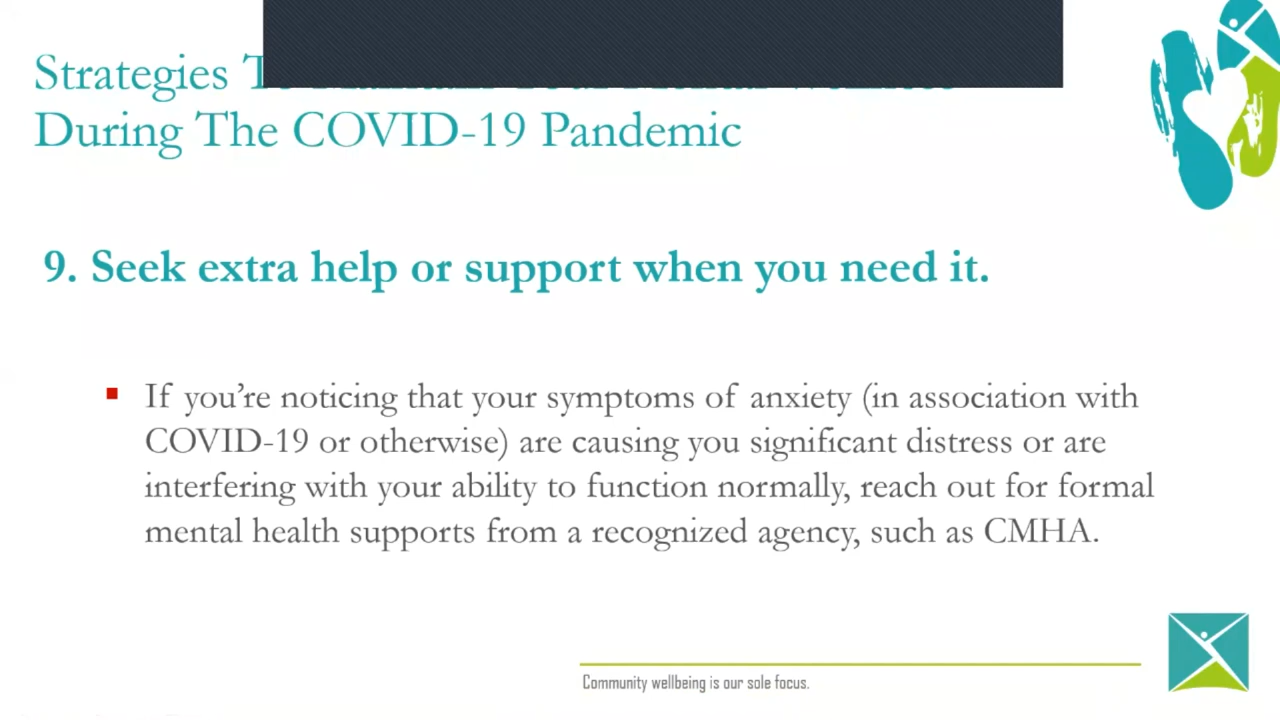 Strategies To
During The COVID-19 Pandemic
9. Seek extra help or support when you need it.
If you’re noticing that your symptoms of anxiety (in association with
COVID-19 or otherwise) are causing you significant distress or are
interfering with your ability to function normally, reach out for formal
mental health supports from a recognized agency, such as CMHA.
Community wellbeing is our sole focus.